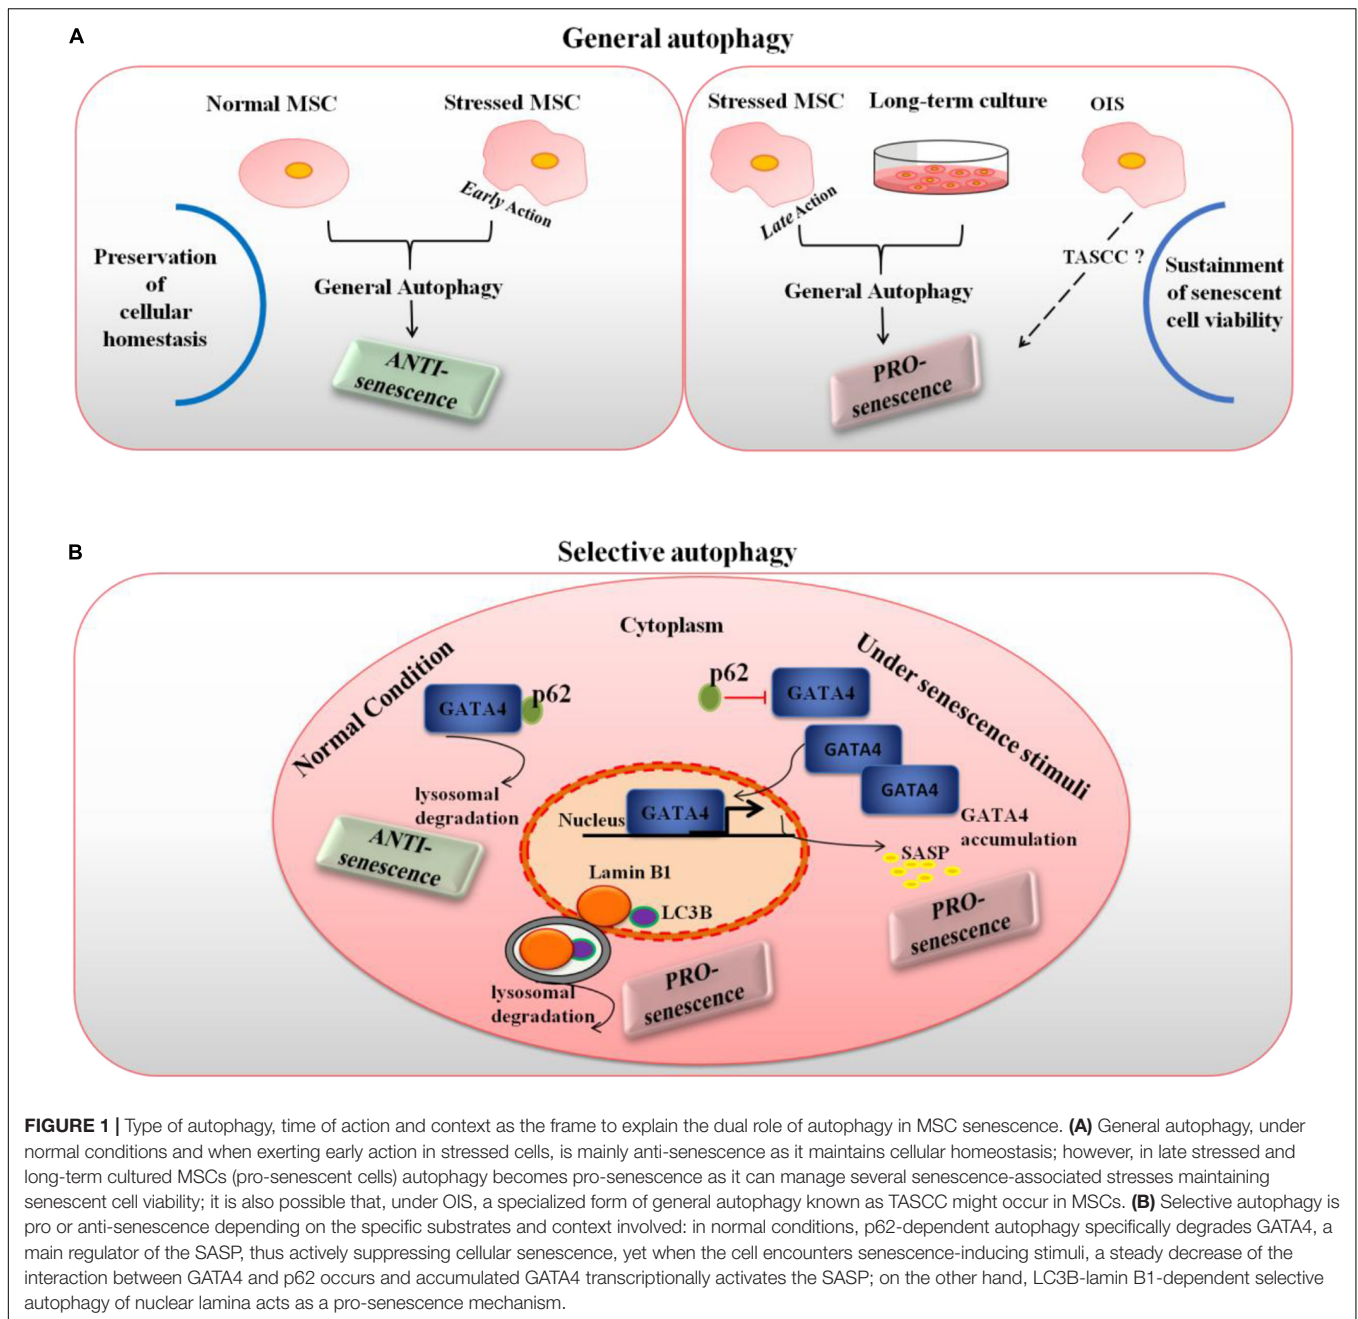 A
General autophagy
Normal MSC
Stressed MSC
Early Action
Preservation
of
cellular
homestasis
General Autophagy
ANTI-
senescence
Stressed MSC
Long-term culture
OIS
Late Action
TASCC ?
General Autophagy
Sustainment
of senescent
cell viability
PRO-
senescence
B
Selective autophagy
Cytoplasm
Normal Condition
Under senescence stimuli
GATA4
p62
lysosomal
degradation
ANTI-
senescence
p62
GATA4
GATA4
GATA4
GATA4
accumulation
Nucleus
GATA4
SASP
PRO-
senescence
Lamin B1
LC3B
lysosomal
degradation
PRO-
senescence
FIGURE 1 | Type of autophagy, time of action and context as the frame to explain the dual role of autophagy in MSC senescence. (A) General autophagy, under
normal conditions and when exerting early action in stressed cells, is mainly anti-senescence as it maintains cellular homeostasis; however, in late stressed and
long-term cultured MSCs (pro-senescent cells) autophagy becomes pro-senescence as it can manage several senescence-associated stresses maintaining
senescent cell viability; it is also possible that, under OIS, a specialized form of general autophagy known as TASCC might occur in MSCs. (B) Selective autophagy is
pro or anti-senescence depending on the specific substrates and context involved: in normal conditions, p62-dependent autophagy specifically degrades GATA4, a
main regulator of the SASP, thus actively suppressing cellular senescence, yet when the cell encounters senescence-inducing stimuli, a steady decrease of the
interaction between GATA4 and p62 occurs and accumulated GATA4 transcriptionally activates the SASP; on the other hand, LC3B-lamin B1-dependent selective
autophagy of nuclear lamina acts as a pro-senescence mechanism.